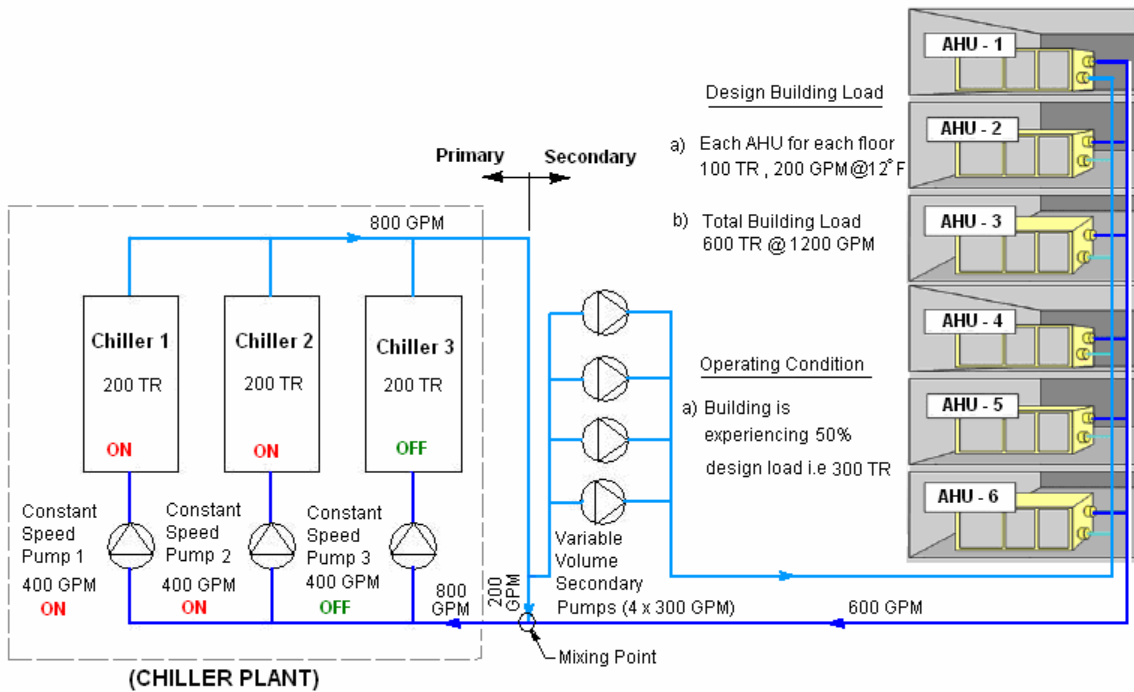 AHU - 1
Design Building Load
AHU - 2
a) Each AHU for each floor
100 TR , 200 GPM @12°F
Primary
Secondary
b) Total Building Load
600 TR @ 1200 GPM
AHU - 3
800 GPM
Chiller 1
200 TR
ON
Chiller 2
200 TR
ON
Chiller 3
200 TR
OFF
AHU - 4
Operating Condition
a) Building is
experiencing 50%
design load i.e 300 TR
AHU - 5
AHU - 6
Constant
Speed
Pump 1
400 GPM
ON
Constant
Speed
Pump 2
400 GPM
ON
Constant
Speed
Pump 3
400 GPM
OFF
800
GPM
200
GPM
Variable
Volume
Secondary
Pumps (4 x 300 GPM)
600 GPM
Mixing Point
(CHILLER PLANT)